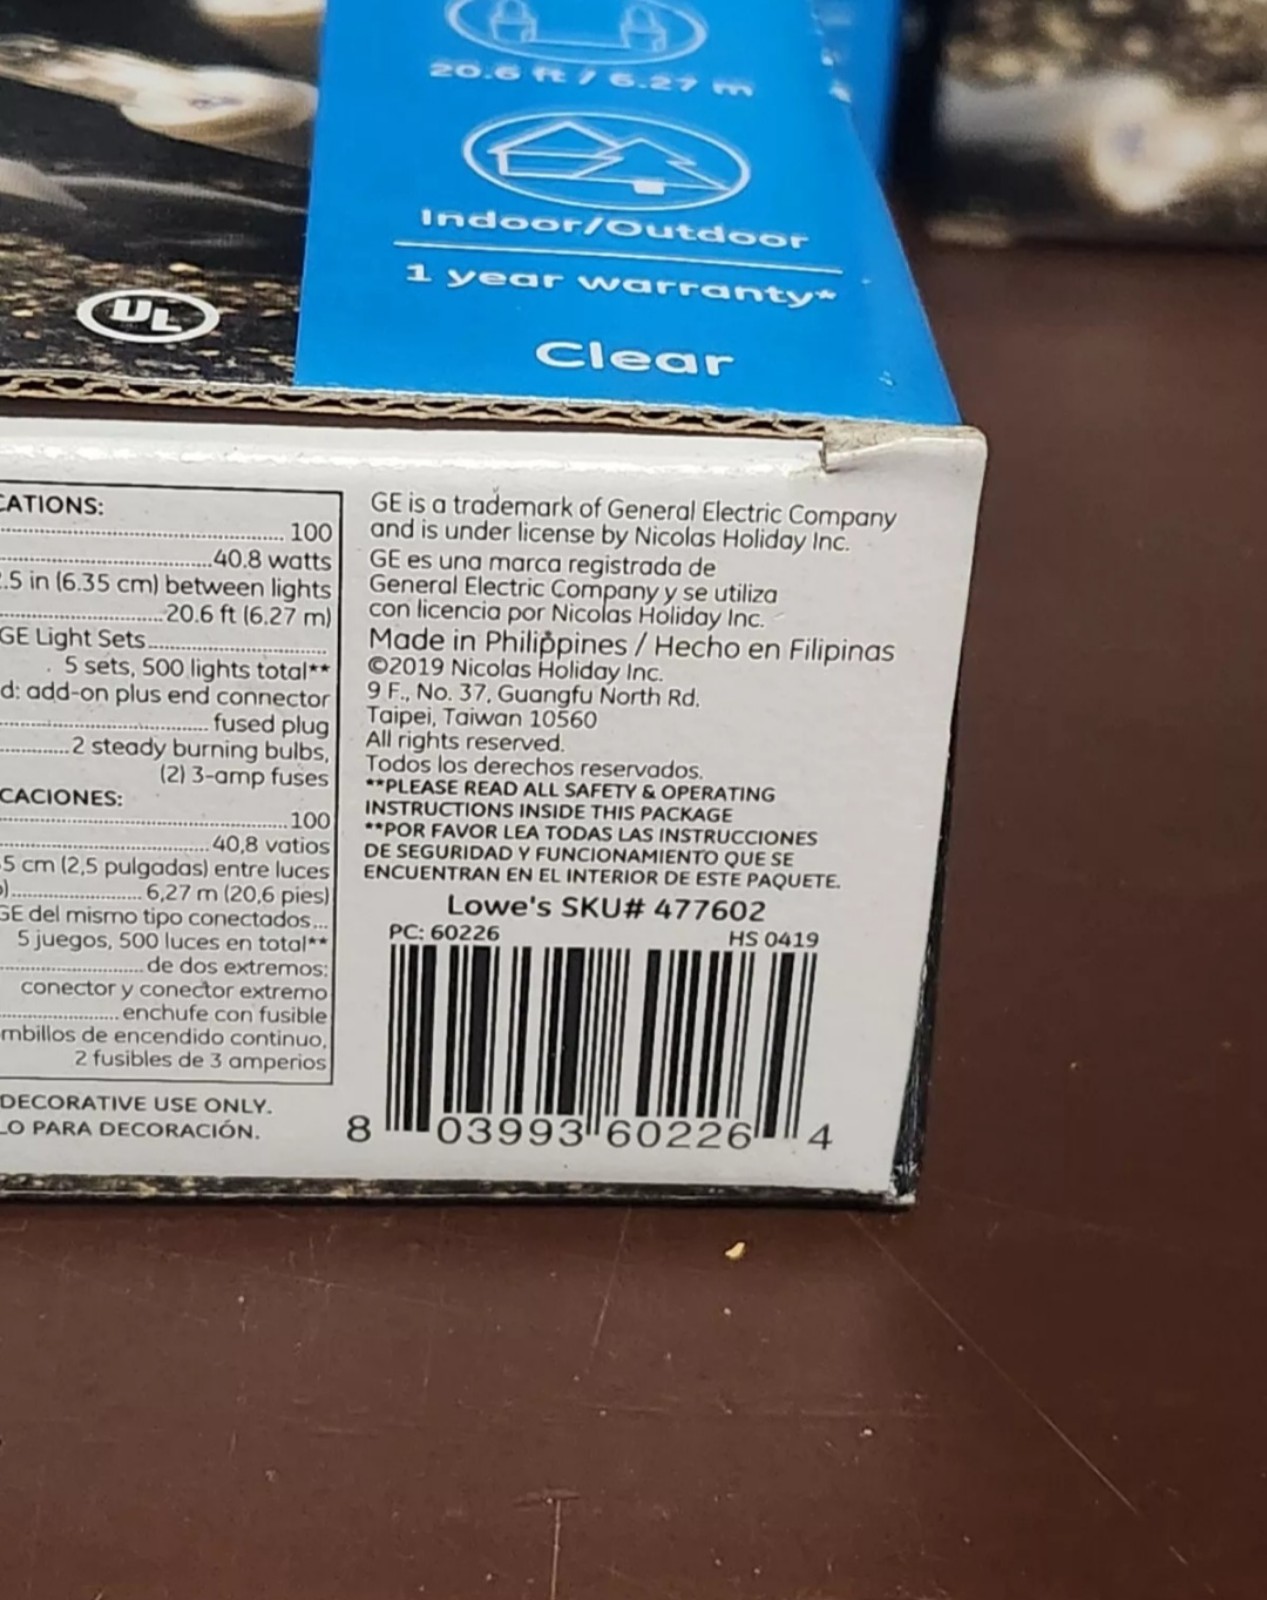 20.6 ft / 6.27 m
Indoor/Outdoor
1 year warranty*
Clear
UL
CATIONS:
100
40.8 watts
.5 in (6.35 cm) between lights
20.6 ft (6.27 m)
GE Light Sets
5 sets, 500 lights total**
d: add-on plus end connector
fused plug
2 steady burning bulbs,
(2) 3-amp fuses
CACIONES:
100
40,8 vatios
5 cm (2,5 pulgadas) entre luces
6,27 m (20,6 pies)
GE del mismo tipo conectados...
5 juegos, 500 luces en total**
de dos extremos:
conector y conector extremo
enchufe con fusible
mbillos de encendido continuo,
2 fusibles de 3 amperios
DECORATIVE USE ONLY.
LO PARA DECORACIÓN.
GE is a trademark of General Electric Company
and is under license by Nicolas Holiday Inc.
GE es una marca registrada de
General Electric Company y se utiliza
con licencia por Nicolas Holiday Inc.
Made in Philippines / Hecho en Filipinas
©2019 Nicolas Holiday Inc.
9 F., No. 37, Guangfu North Rd.
Taipei, Taiwan 10560
All rights reserved.
Todos los derechos reservados.
**PLEASE READ ALL SAFETY & OPERATING
INSTRUCTIONS INSIDE THIS PACKAGE
**POR FAVOR LEA TODAS LAS INSTRUCCIONES
DE SEGURIDAD Y FUNCIONAMIENTO QUE SE
ENCUENTRAN EN EL INTERIOR DE ESTE PAQUETE.
Lowe's SKU# 477602
PC: 60226 HS 0419
8 03993 60226 4